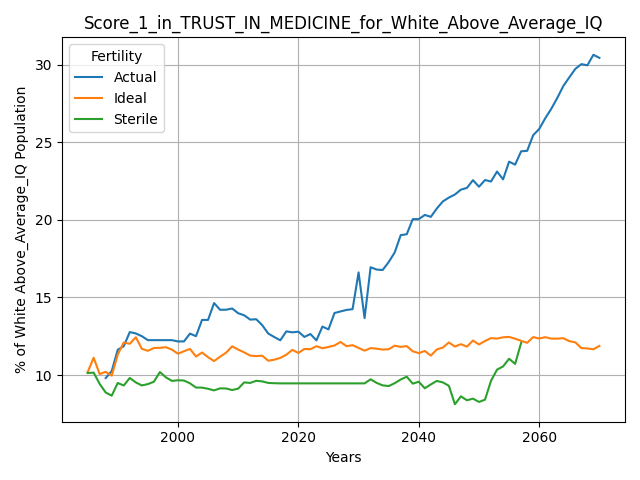 Score_1_in_TRUST_IN_MEDICINE_for_White_Above_Average_IQ
Fertility
Actual
Ideal
Sterile
% of White Above_Average_IQ Population
30
25
20
15
10
2000
2020
2040
2060
Years